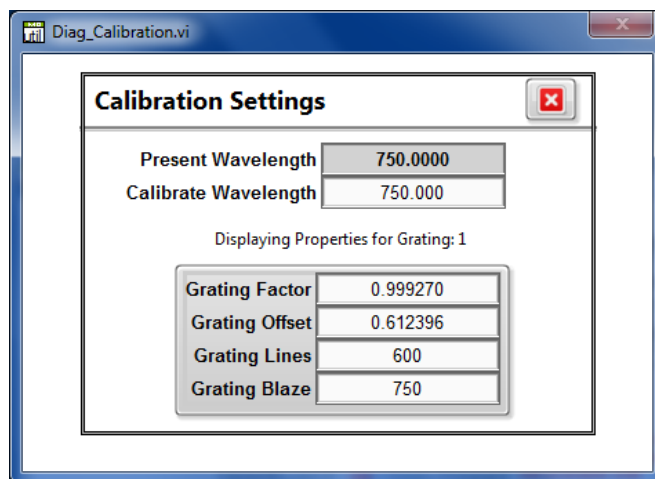 util Diag_Calibration.vi
Calibration Settings
Present Wavelength 750.0000
Calibrate Wavelength 750.000
Displaying Properties for Grating: 1
Grating Factor 0.999270
Grating Offset 0.612396
Grating Lines 600
Grating Blaze 750